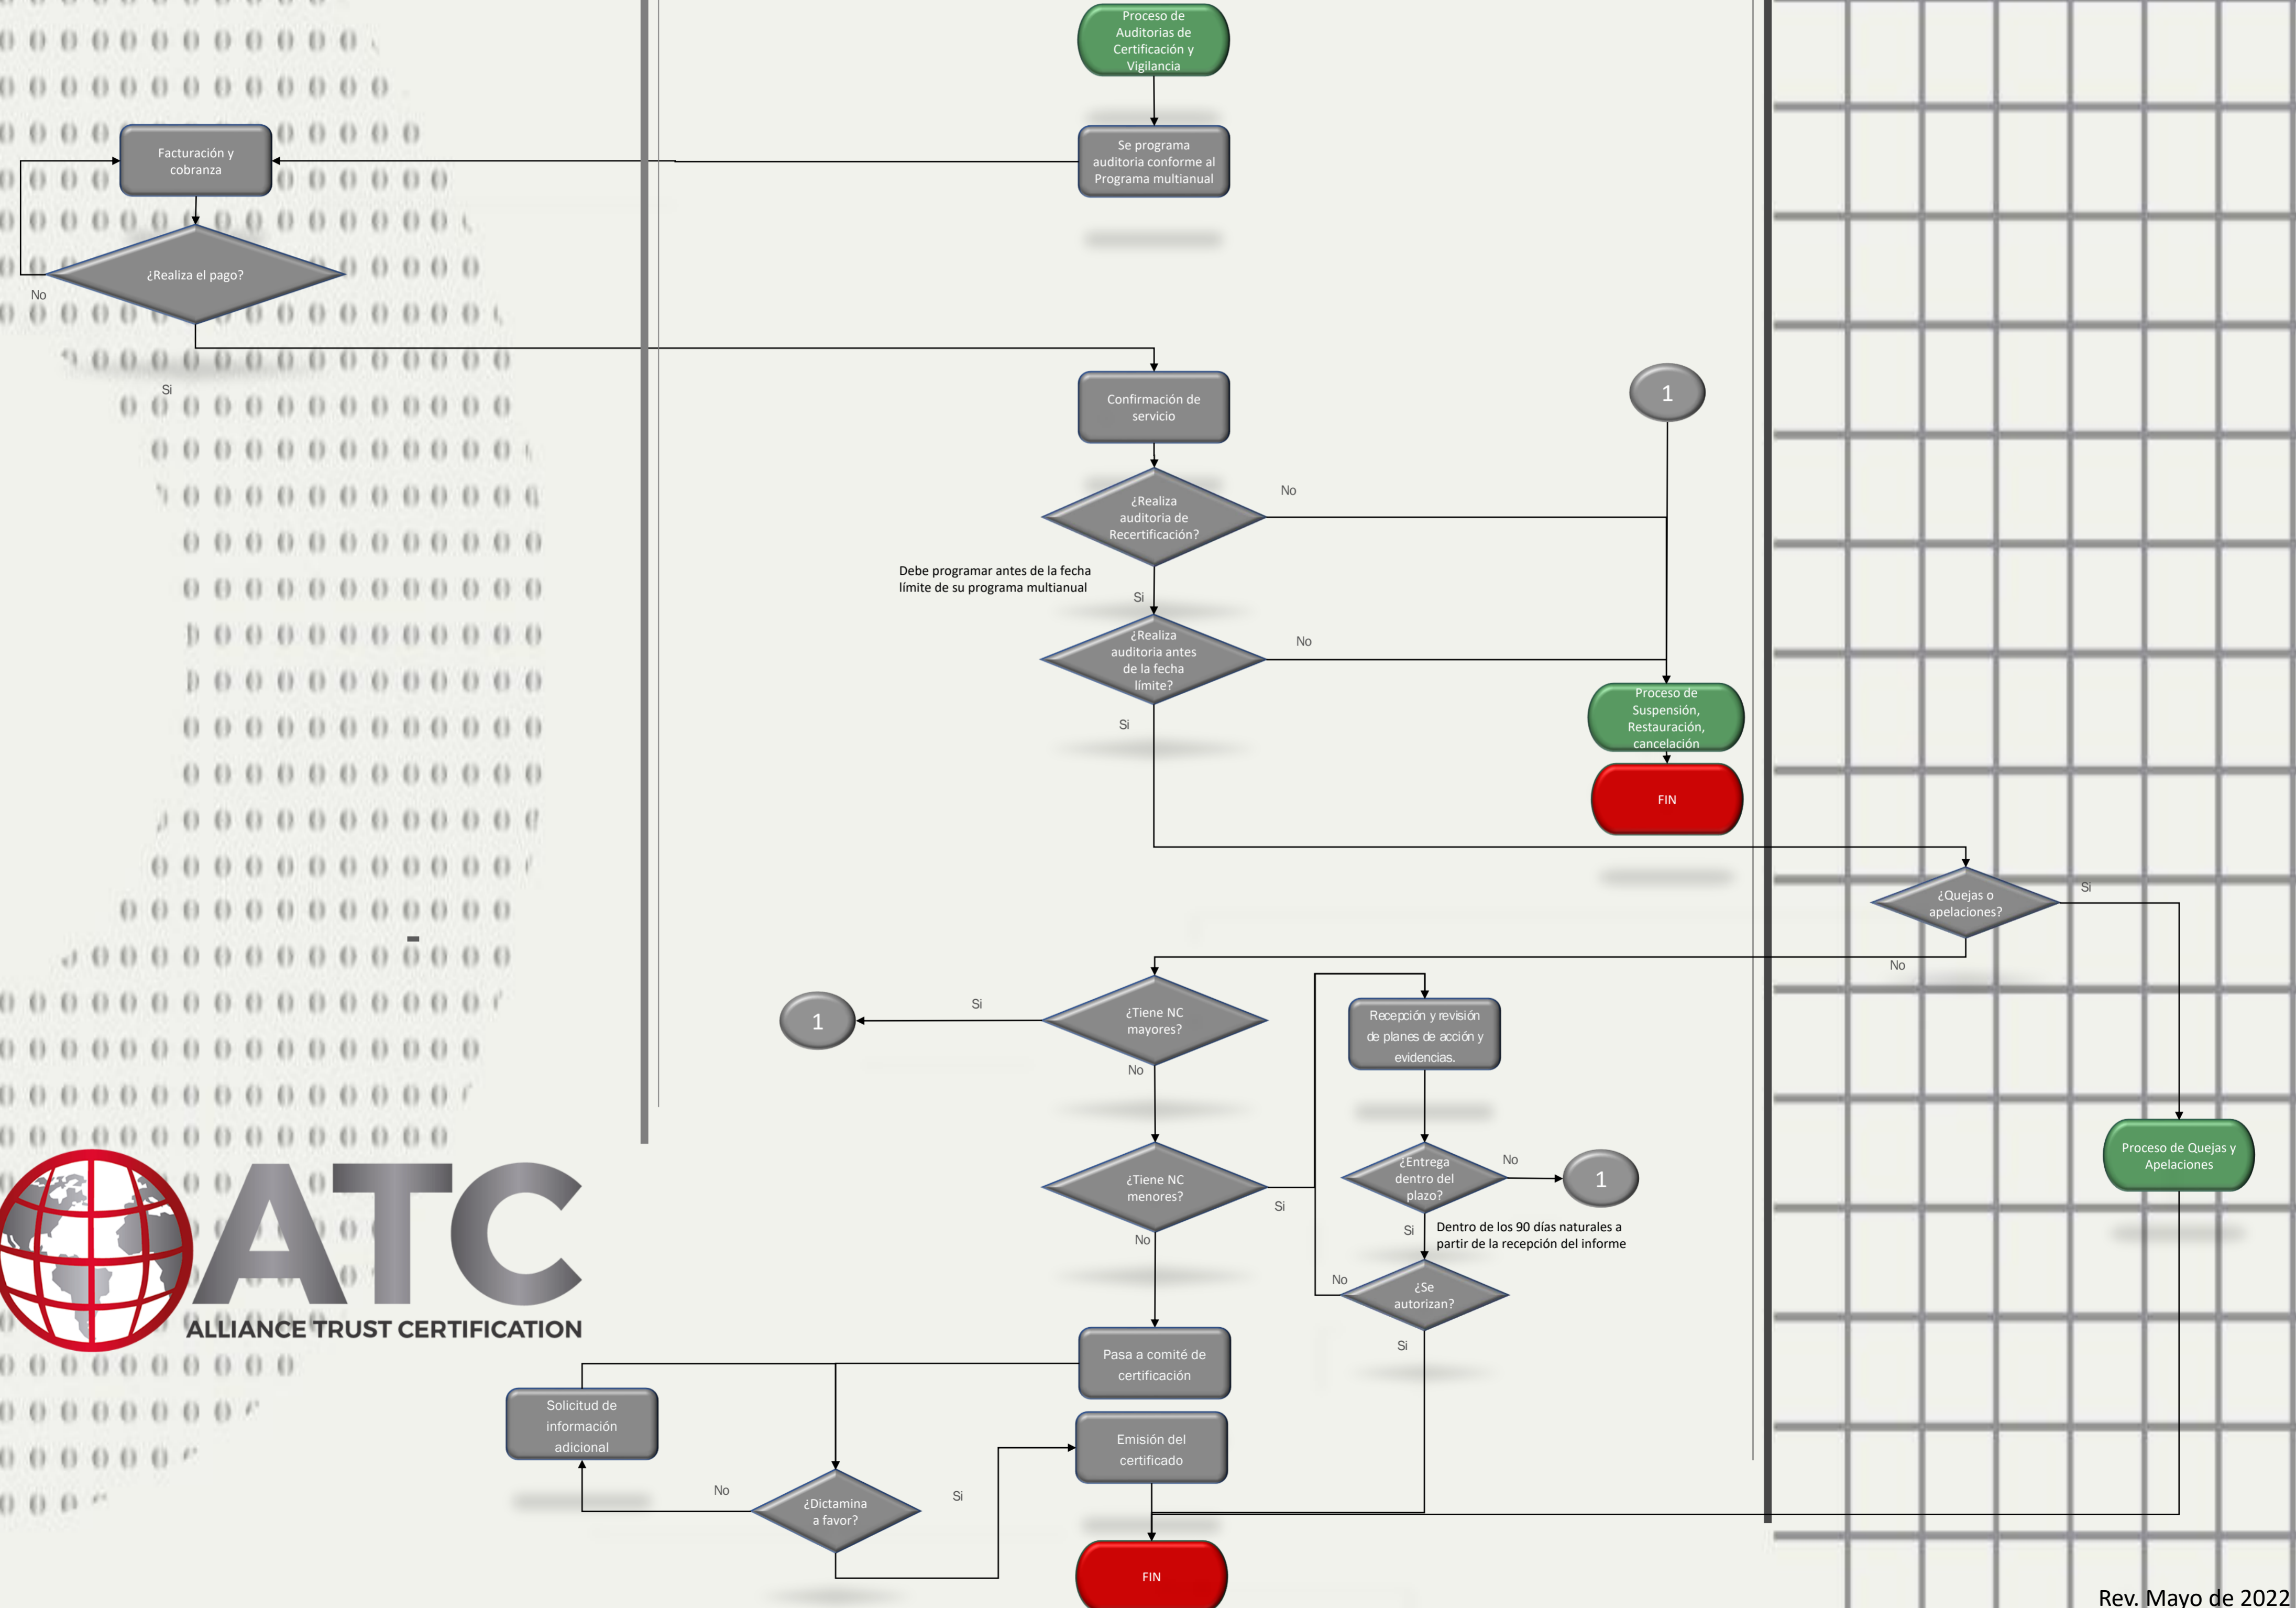 Proceso de
Auditorias de
Certificación y
Vigilancia
Facturación y
cobranza
Se programa
auditoria conforme al
Programa multianual
¿Realiza el pago?
No
Si
Confirmación de
servicio
1
¿Realiza
auditoria de
Recertificación?
No
Debe programar antes de la fecha
límite de su programa multianual
Si
¿Realiza
auditoria antes
de la fecha
límite?
No
Si
Proceso de
Suspensión,
Restauración,
cancelación
FIN
¿Quejas o
apelaciones?
Si
No
1
Si
¿Tiene NC
mayores?
No
Recepción y revisión
de planes de acción y
evidencias.
¿Tiene NC
menores?
Si
No
¿Entrega
dentro del
plazo?
No
1
Si
Dentro de los 90 días naturales a
partir de la recepción del informe
Proceso de Quejas y
Apelaciones
¿Se
autorizan?
No
Si
ATC
ALLIANCE TRUST CERTIFICATION
Pasa a comité de
certificación
Solicitud de
información
adicional
Emisión del
certificado
¿Dictamina
a favor?
No
Si
FIN
Rev. Mayo de 2022